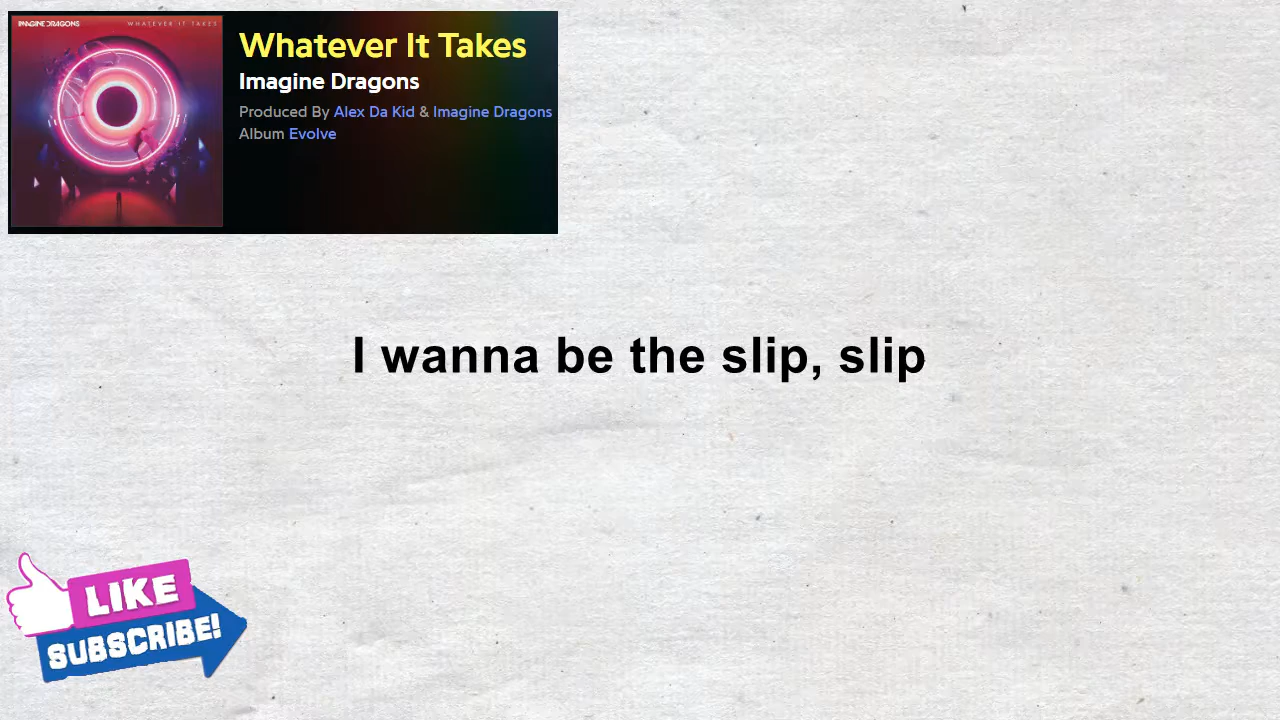 IMAGINE DRAGONS
WHATEVER IT TAKES
Whatever It Takes
Imagine Dragons
Produced By Alex Da Kid & Imagine Dragons
Album Evolve
I wanna be the slip, slip
LIKE
SUBSCRIBE!